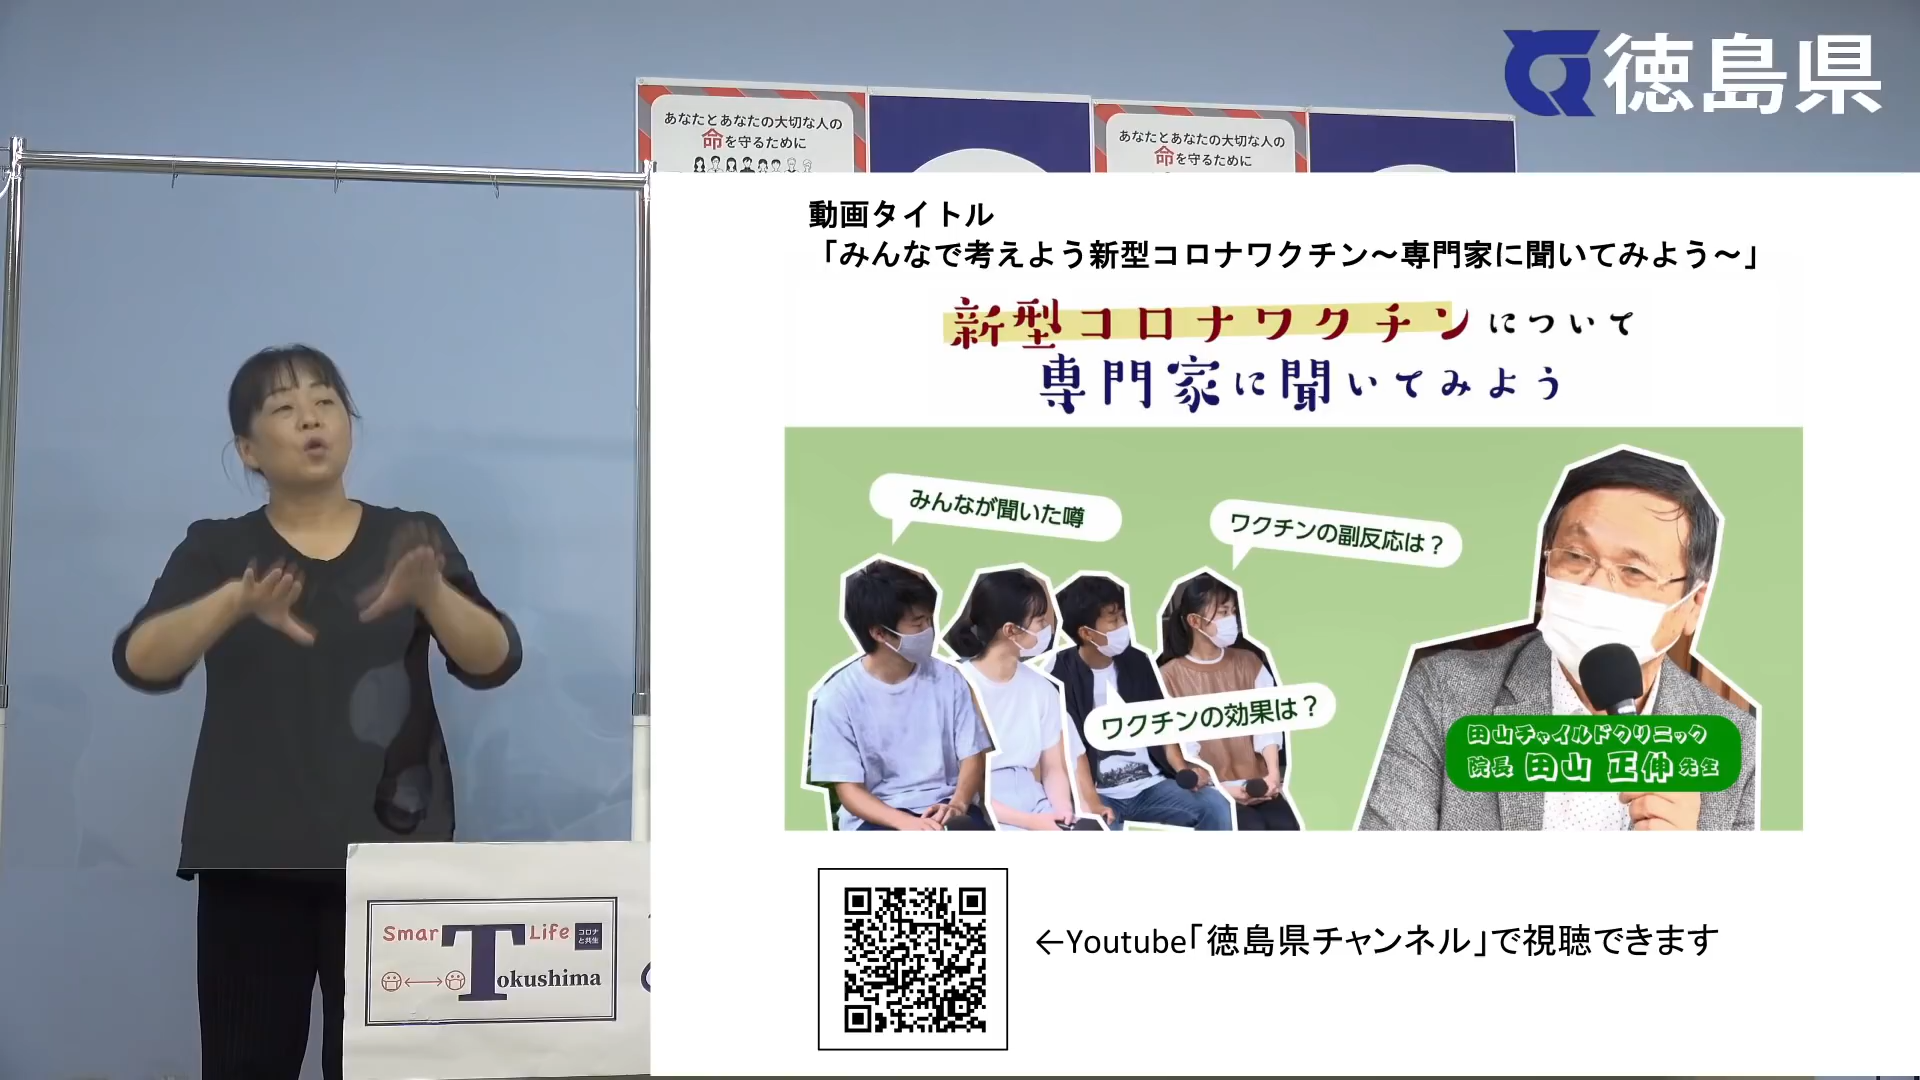 徳島県
あなたとあなたの大切な人の
命を守るために
あなたとあなたの大切な人の
命を守るために
動画タイトル
「みんなで考えよう新型コロナワクチン～専門家に聞いてみよう～」
新型コロナワクチンについて
専門家に聞いてみよう
みんなが聞いた噂
ワクチンの副反応は？
ワクチンの効果は？
田山チャイルドクリニック
院長 田山 正伸 先生
←Youtube「徳島県チャンネル」で視聴できます
SmarT Life
コロナ
と共生
Tokushima